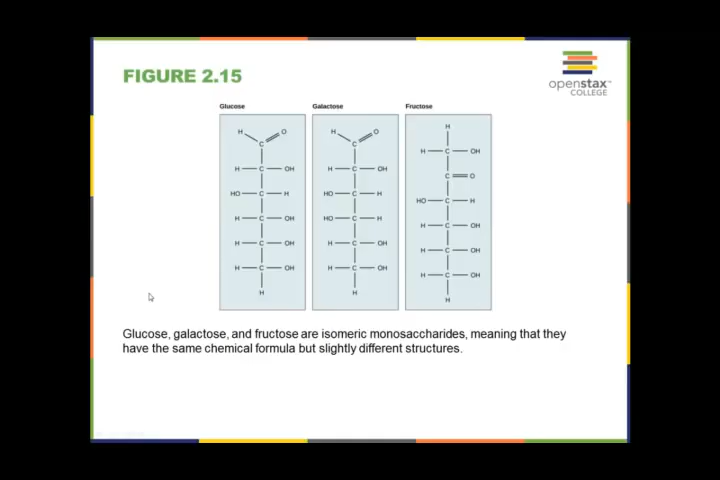 FIGURE 2.15
openstax™
COLLEGE
Glucose
Galactose
Fructose
H O
C
H C OH
HO C H
H C OH
H C OH
H C OH
H
H O
C
H C OH
HO C H
HO C H
H C OH
H C OH
H
H
H C OH
C O
HO C H
H C OH
H C OH
H C OH
H
Glucose, galactose, and fructose are isomeric monosaccharides, meaning that they
have the same chemical formula but slightly different structures.